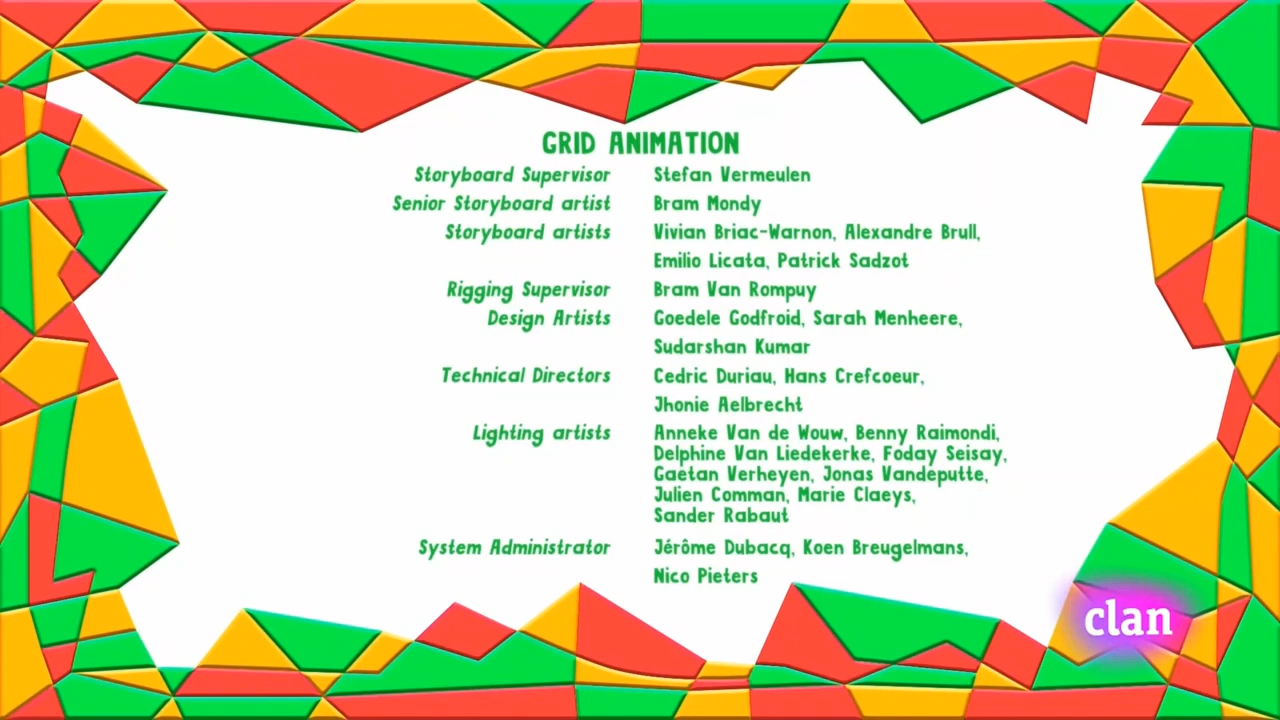 GRID ANIMATION
Storyboard Supervisor Stefan Vermeulen
Senior Storyboard artist Bram Mondy
Storyboard artists Vivian Briac-Warnon, Alexandre Brull,
Emilio Licata, Patrick Sadzot
Rigging Supervisor Bram Van Rompuy
Design Artists Goedele Godfroid, Sarah Menheere,
Sudarshan Kumar
Technical Directors Cedric Duriau, Hans Crefcoeur,
Jhonie Aelbrecht
Lighting artists Anneke Van de Wouw, Benny Raimondi,
Delphine Van Liedekerke, Foday Seisay,
Gaetan Verheyen, Jonas Vandeputte,
Julien Comman, Marie Claeys,
Sander Rabaut
System Administrator Jérôme Dubacq, Koen Breugelmans,
Nico Pieters
clan